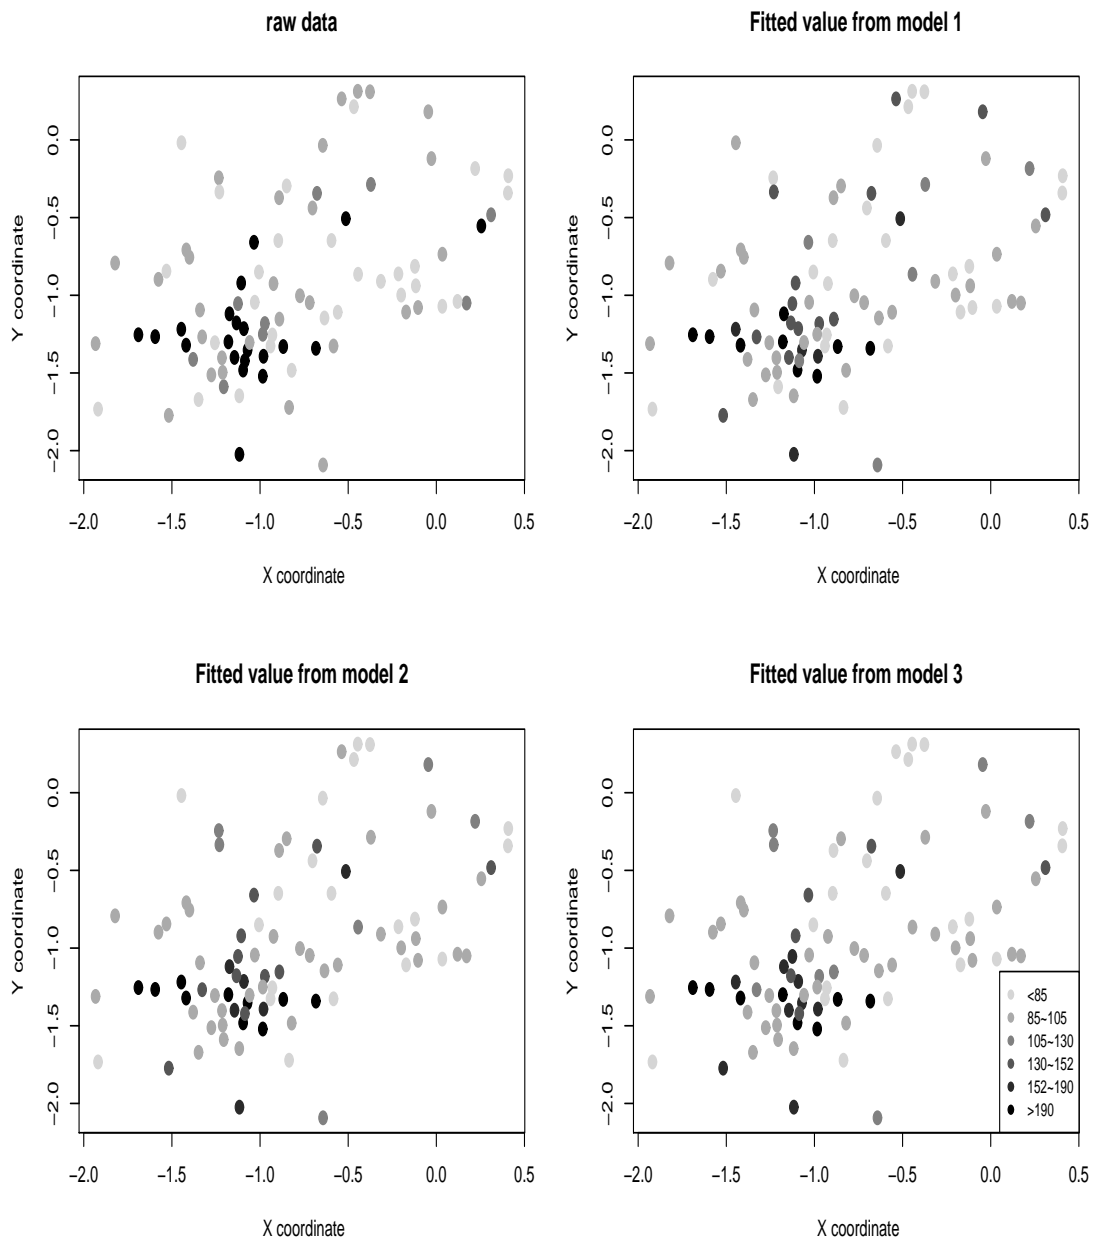 raw data
Y coordinate
0.0
−0.5
−1.0
−1.5
−2.0
−2.0 −1.5 −1.0 −0.5 0.0 0.5
X coordinate
Fitted value from model 1
Y coordinate
0.0
−0.5
−1.0
−1.5
−2.0
−2.0 −1.5 −1.0 −0.5 0.0 0.5
X coordinate
Fitted value from model 2
Y coordinate
0.0
−0.5
−1.0
−1.5
−2.0
−2.0 −1.5 −1.0 −0.5 0.0 0.5
X coordinate
Fitted value from model 3
Y coordinate
0.0
−0.5
−1.0
−1.5
−2.0
−2.0 −1.5 −1.0 −0.5 0.0 0.5
X coordinate
<85
85~105
105~130
130~152
152~190
>190